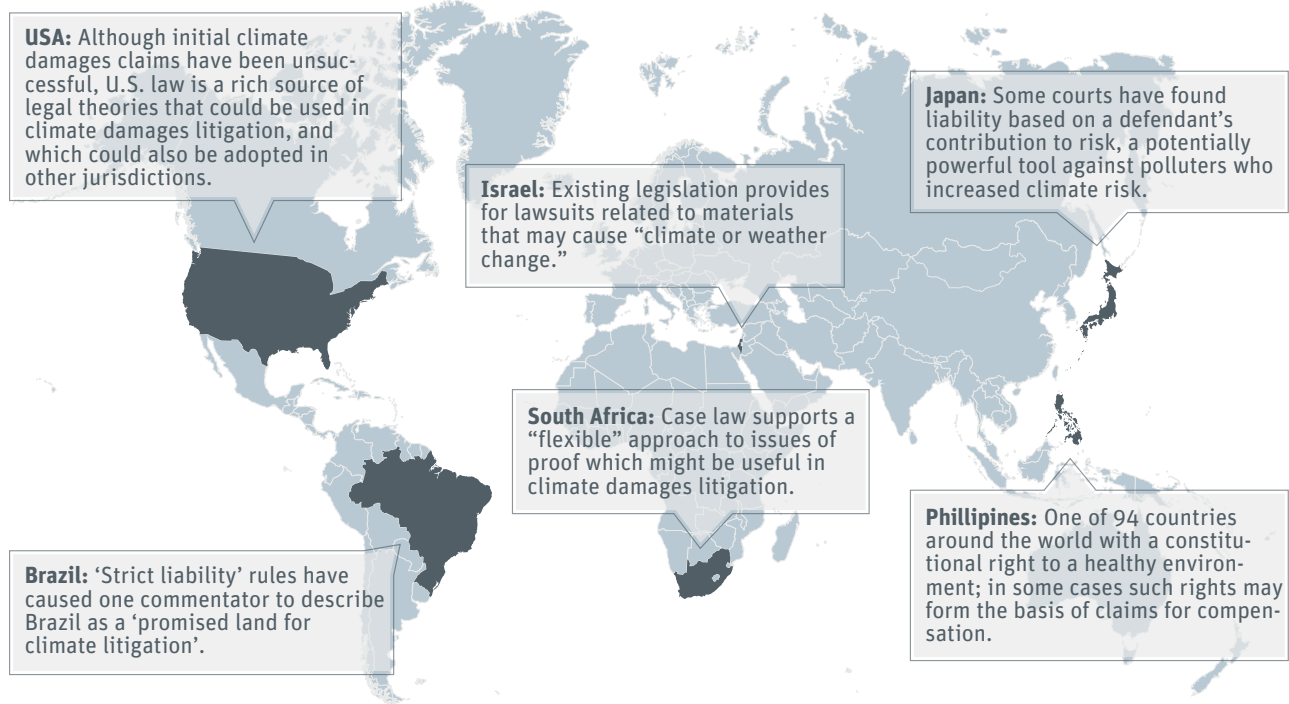 USA: Although initial climate
damages claims have been unsuc-
cessful, U.S. law is a rich source of
legal theories that could be used in
climate damages litigation, and
which could also be adopted in
other jurisdictions.
Japan: Some courts have found
liability based on a defendant's
contribution to risk, a potentially
powerful tool against polluters who
increased climate risk.
Israel: Existing legislation provides
for lawsuits related to materials
that may cause “climate or weather
change.”
South Africa: Case law supports a
“flexible” approach to issues of
proof which might be useful in
climate damages litigation.
Phillipines: One of 94 countries
around the world with a constitu-
tional right to a healthy environ-
ment; in some cases such rights may
form the basis of claims for compen-
sation.
Brazil: ‘Strict liability’ rules have
caused one commentator to describe
Brazil as a ‘promised land for
climate litigation’.